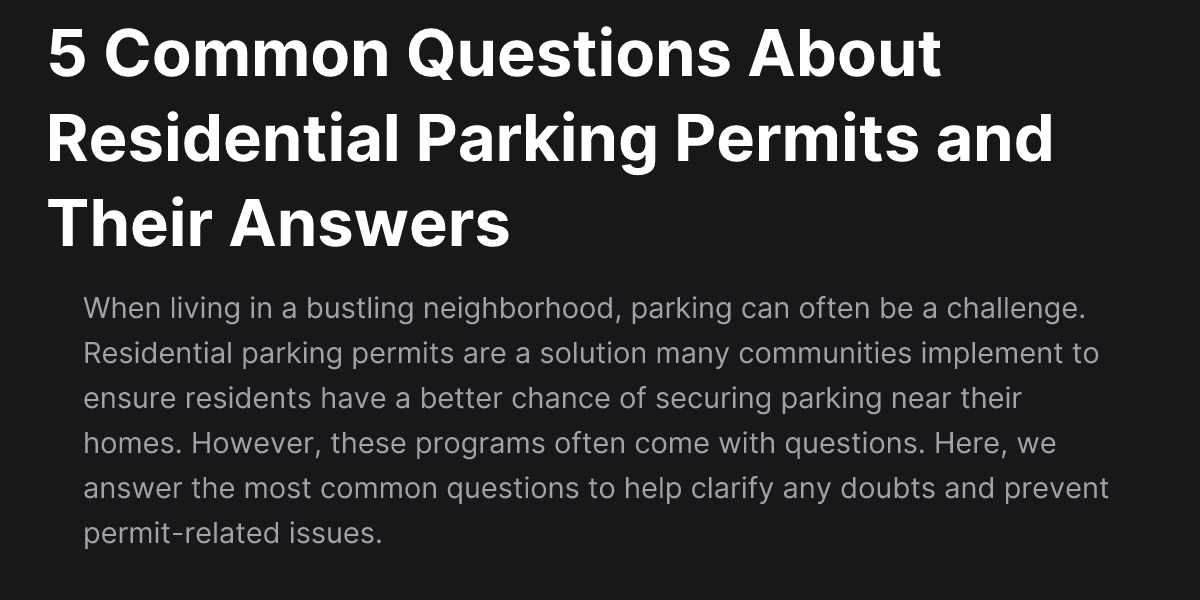 5 Common Questions About
Residential Parking Permits and
Their Answers
When living in a bustling neighborhood, parking can often be a challenge.
Residential parking permits are a solution many communities implement to
ensure residents have a better chance of securing parking near their
homes. However, these programs often come with questions. Here, we
answer the most common questions to help clarify any doubts and prevent
permit-related issues.